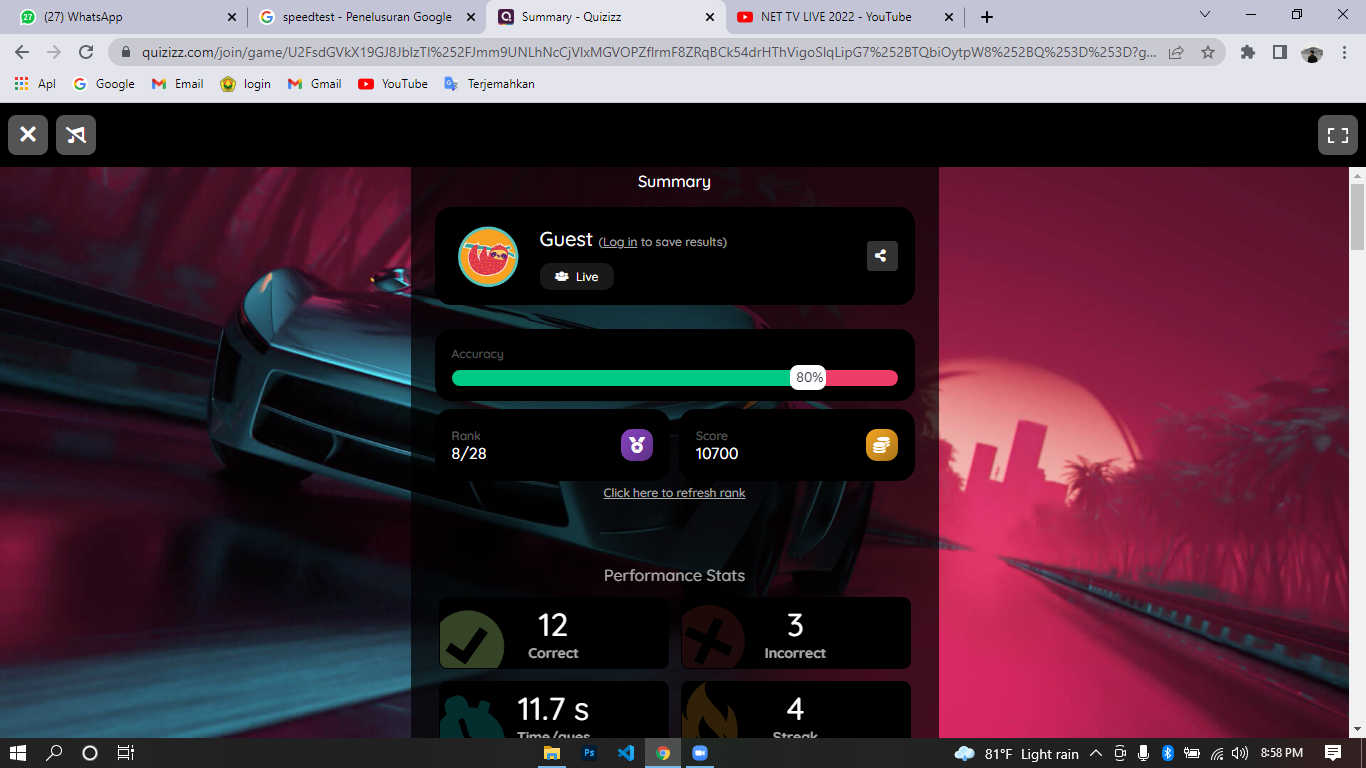 (27) WhatsApp
speedtest - Penelusuran Google
Summary - Quizizz
NET TV LIVE 2022 - YouTube
quizizz.com/join/game/U2FsdGVkX19GJ8JblzTl%252FJmm9UNLhNcCjVlxMGVOPZflrmF8ZRqBCk54drHThVigoSlqLipG7%252BTQbiOytpW8%252BQ%253D%253D?g...
Apl Google Email login Gmail YouTube Terjemahkan
Summary
Guest (Log in to save results)
Live
Accuracy
80%
Rank
8/28
Score
10700
Click here to refresh rank
Performance Stats
12
Correct
3
Incorrect
11.7 s
Time/ques
4
Streak
Ps
81°F Light rain
8:58 PM